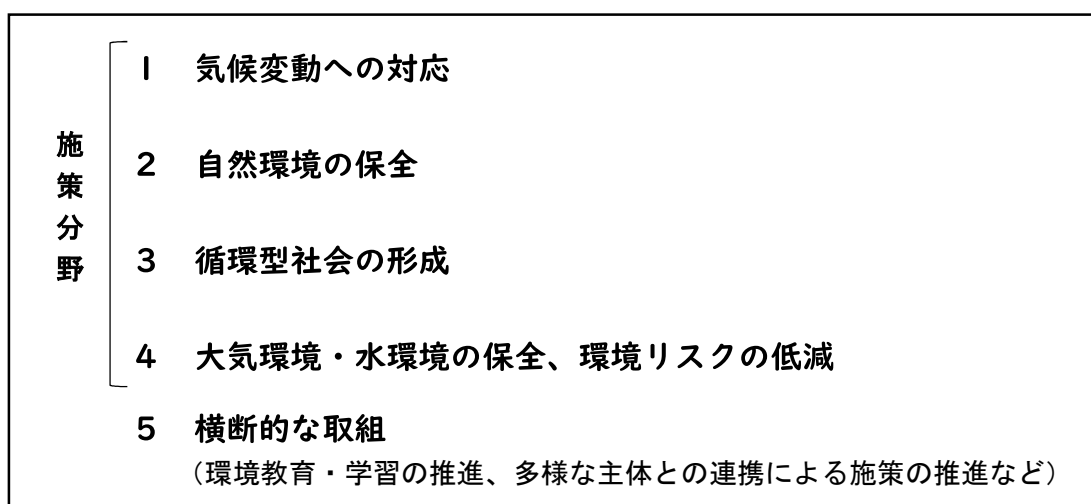 施策分野
1 気候変動への対応
2 自然環境の保全
3 循環型社会の形成
4 大気環境・水環境の保全、環境リスクの低減
5 横断的な取組
（環境教育・学習の推進、多様な主体との連携による施策の推進など）